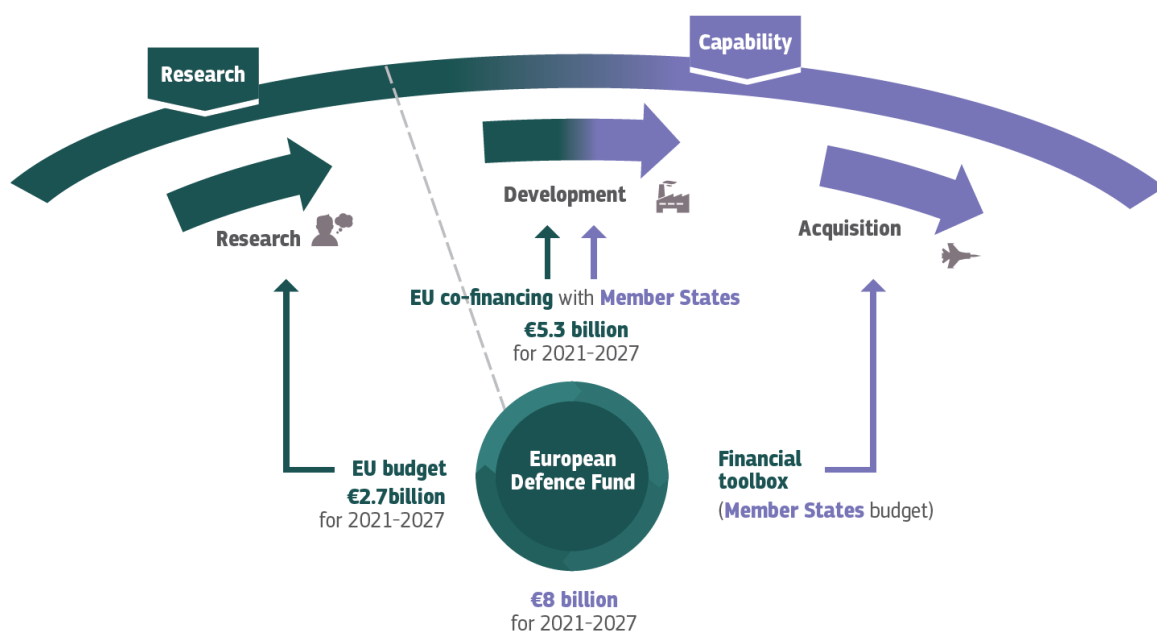 Research
Capability
Research
Development
Acquisition
EU co-financing with Member States
€5.3 billion
for 2021-2027
EU budget
€2.7billion
for 2021-2027
European
Defence Fund
Financial
toolbox
(Member States budget)
€8 billion
for 2021-2027